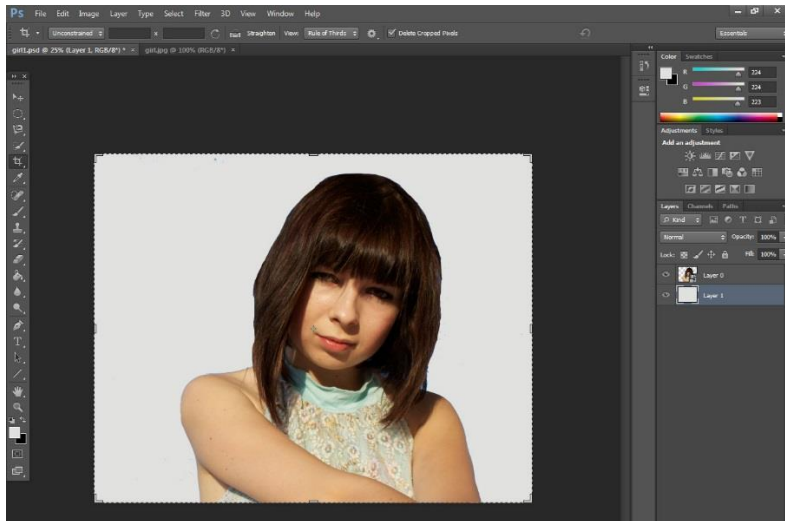 Ps File Edit Image Layer Type Select Filter 3D View Window Help
Unconstrained x Straighten View: Rule of Thirds Delete Cropped Pixels Essentials
girl1.psd @ 25% (Layer 1, RGB/8*) * × girl.jpg @ 100% (RGB/8*) ×
Color Swatches
R 224
G 224
B 223
Adjustments Styles
Add an adjustment
Layers Channels Paths
Kind
Normal Opacity: 100%
Lock: Fill: 100%
Layer 0
Layer 1